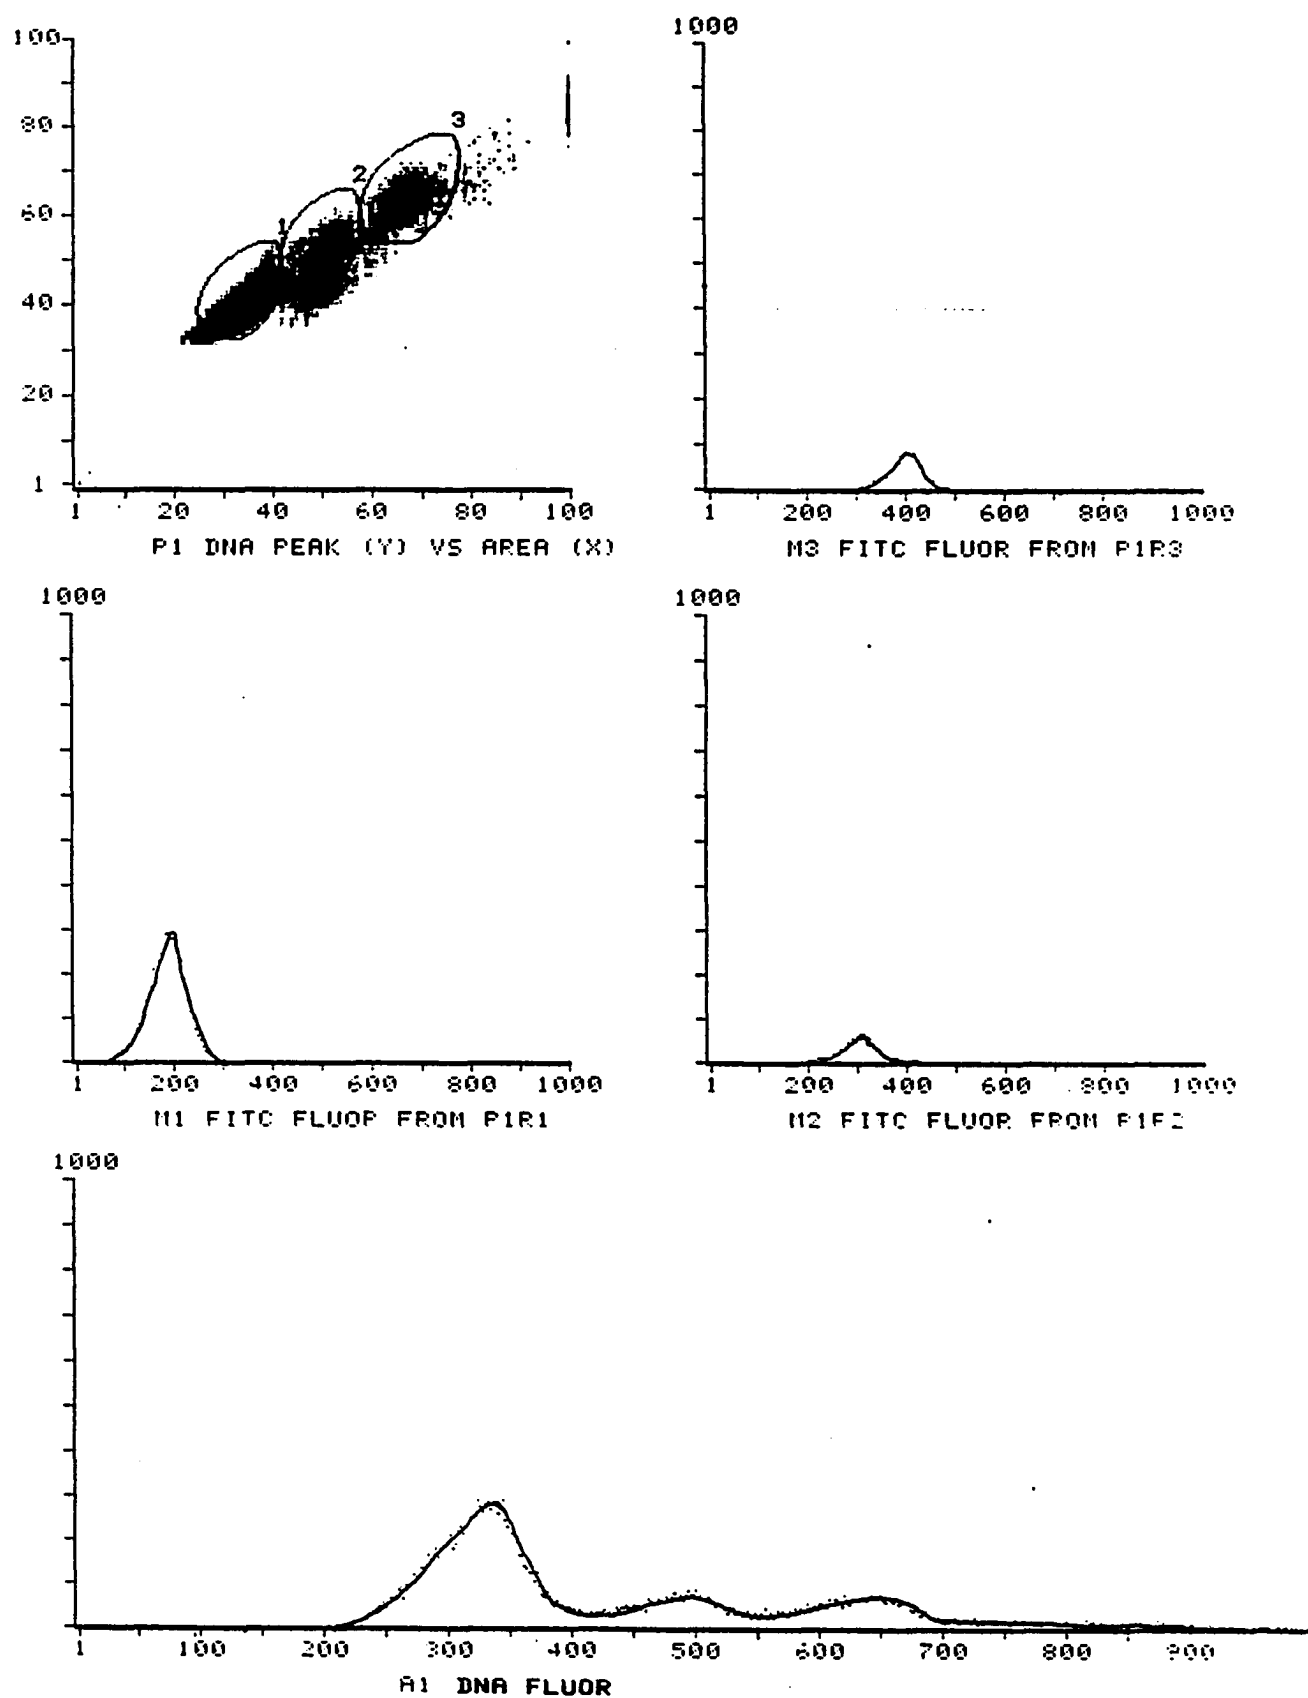 100
80
60
40
20
1
1 20 40 60 80 100
1
2
3
P1 DNA PEAK (Y) VS AREA (X)
1000
1 200 400 600 800 1000
M3 FITC FLUOR FROM P1R3
1000
1 200 400 600 800 1000
M1 FITC FLUOR FROM P1R1
1000
1 200 400 600 800 1000
M2 FITC FLUOR FROM P1R2
1000
1 100 200 300 400 500 600 700 800 900
A1 DNA FLUOR